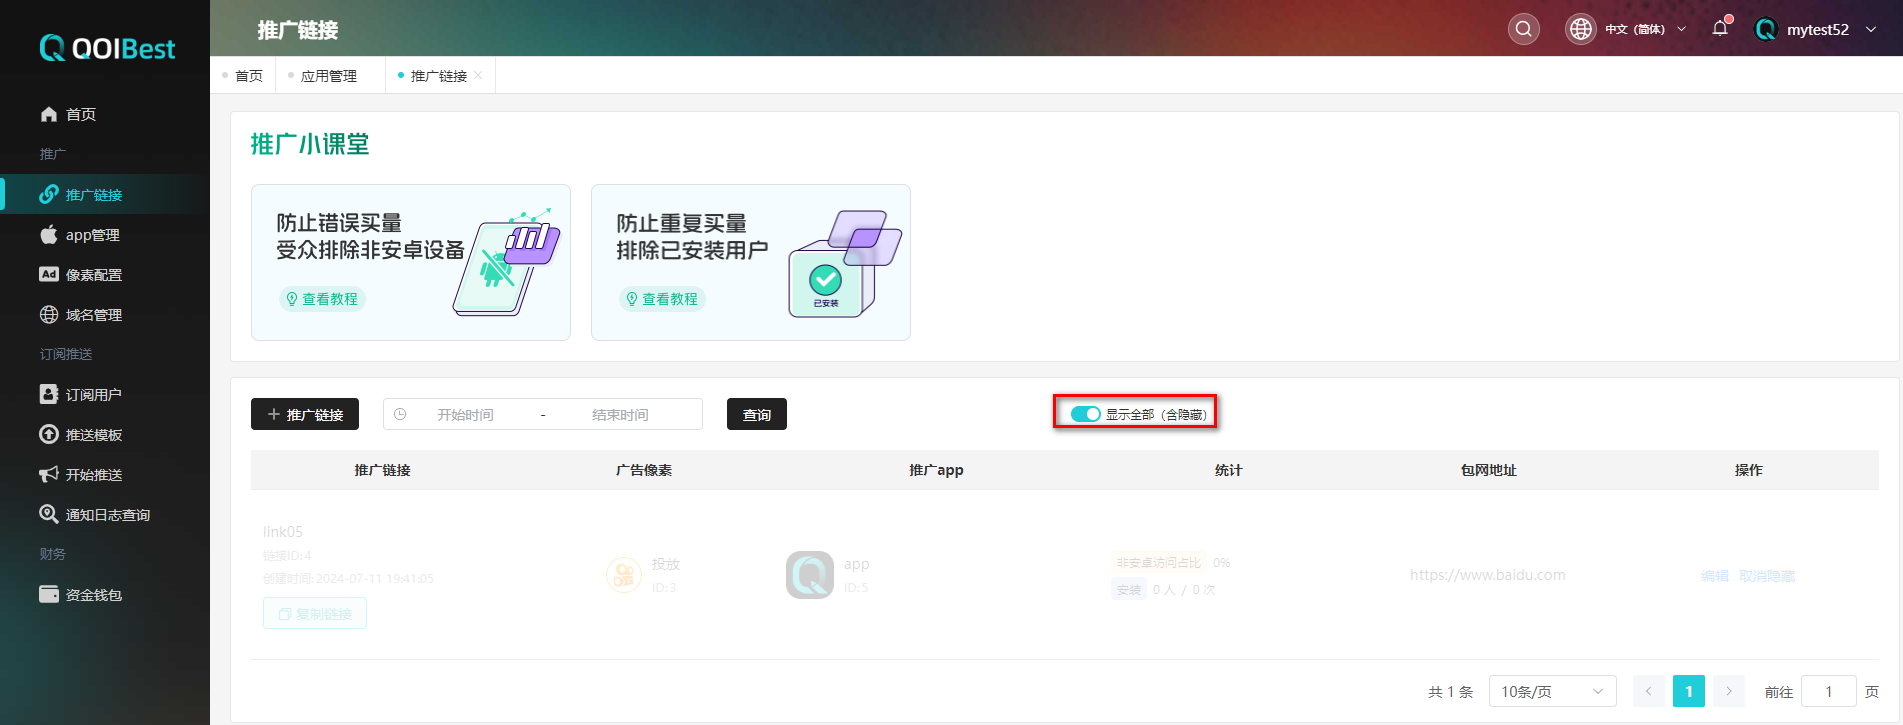 QOIBest
推广链接
中文（简体）
mytest52
首页
应用管理
推广链接
首页
推广
推广链接
app管理
Ad 像素配置
域名管理
订阅推送
订阅用户
推送模板
开始推送
通知日志查询
财务
资金钱包
推广小课堂
防止错误买量
受众排除非安卓设备
查看教程
防止重复买量
排除已安装用户
查看教程
已安装
推广链接
开始时间 - 结束时间
查询
显示全部（含隐藏）
推广链接 广告像素 推广app 统计 包网地址 操作
link05
链接ID: 4
创建时间: 2024-07-11 19:41:05
复制链接
投放
ID: 3
app
ID: 5
非安卓访问占比 0%
安装 0 人 / 0 次
https://www.baidu.com
编辑 取消隐藏
共 1 条 10条/页 1 前往 1 页